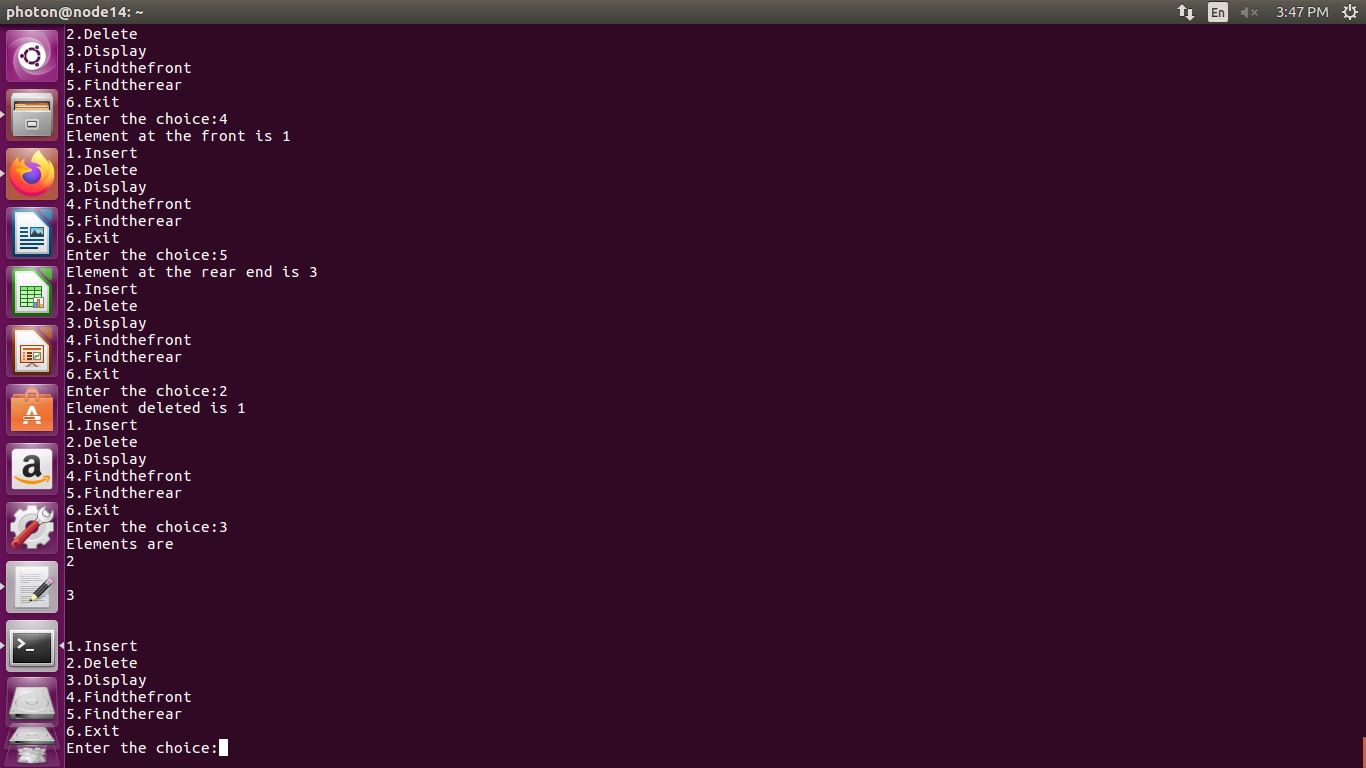 photon@node14: ~
En
3:47 PM
2.Delete
3.Display
4.Findthefront
5.Findtherear
6.Exit
Enter the choice:4
Element at the front is 1
1.Insert
2.Delete
3.Display
4.Findthefront
5.Findtherear
6.Exit
Enter the choice:5
Element at the rear end is 3
1.Insert
2.Delete
3.Display
4.Findthefront
5.Findtherear
6.Exit
Enter the choice:2
Element deleted is 1
1.Insert
2.Delete
3.Display
4.Findthefront
5.Findtherear
6.Exit
Enter the choice:3
Elements are
2
3
1.Insert
2.Delete
3.Display
4.Findthefront
5.Findtherear
6.Exit
Enter the choice: